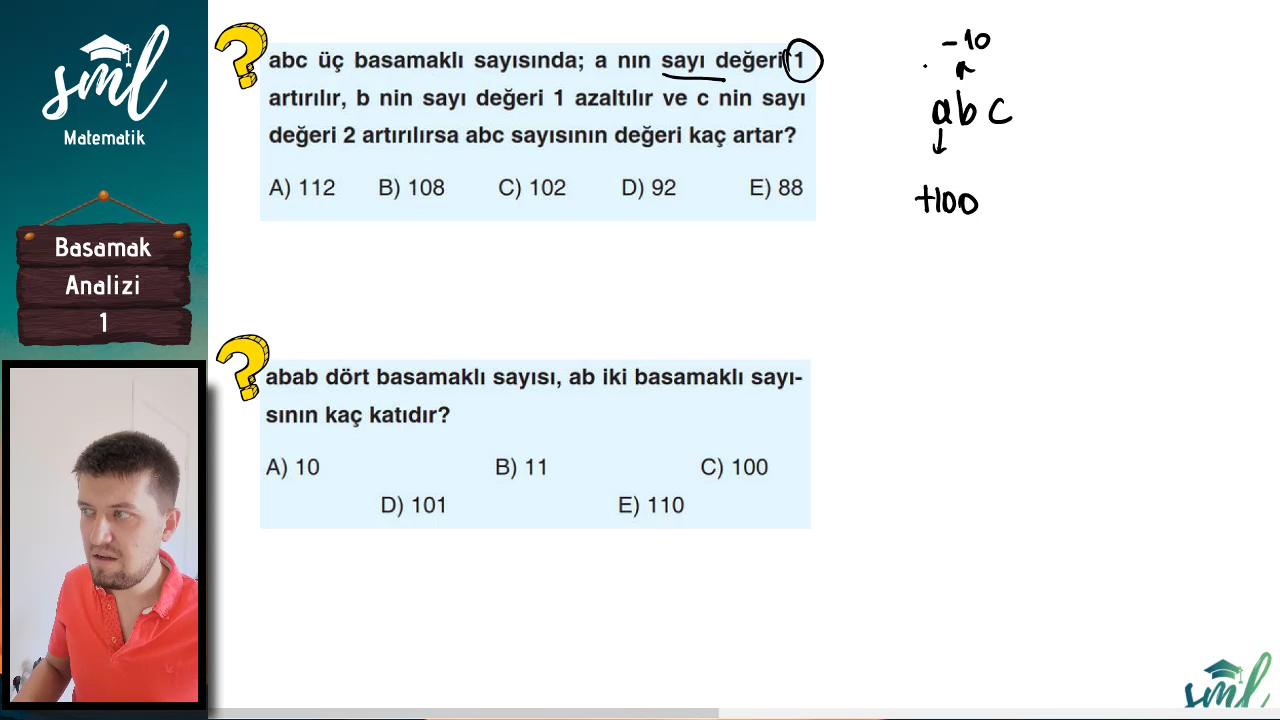 sml
Matematik
Basamak
Analizi
1
abc üç basamaklı sayısında; a nın sayı değeri 1
artırılır, b nin sayı değeri 1 azaltılır ve c nin sayı
değeri 2 artırılırsa abc sayısının değeri kaç artar?
A) 112 B) 108 C) 102 D) 92 E) 88
-10
abc
+100
abab dört basamaklı sayısı, ab iki basamaklı sayı-
sının kaç katıdır?
A) 10 B) 11 C) 100
D) 101 E) 110
sml